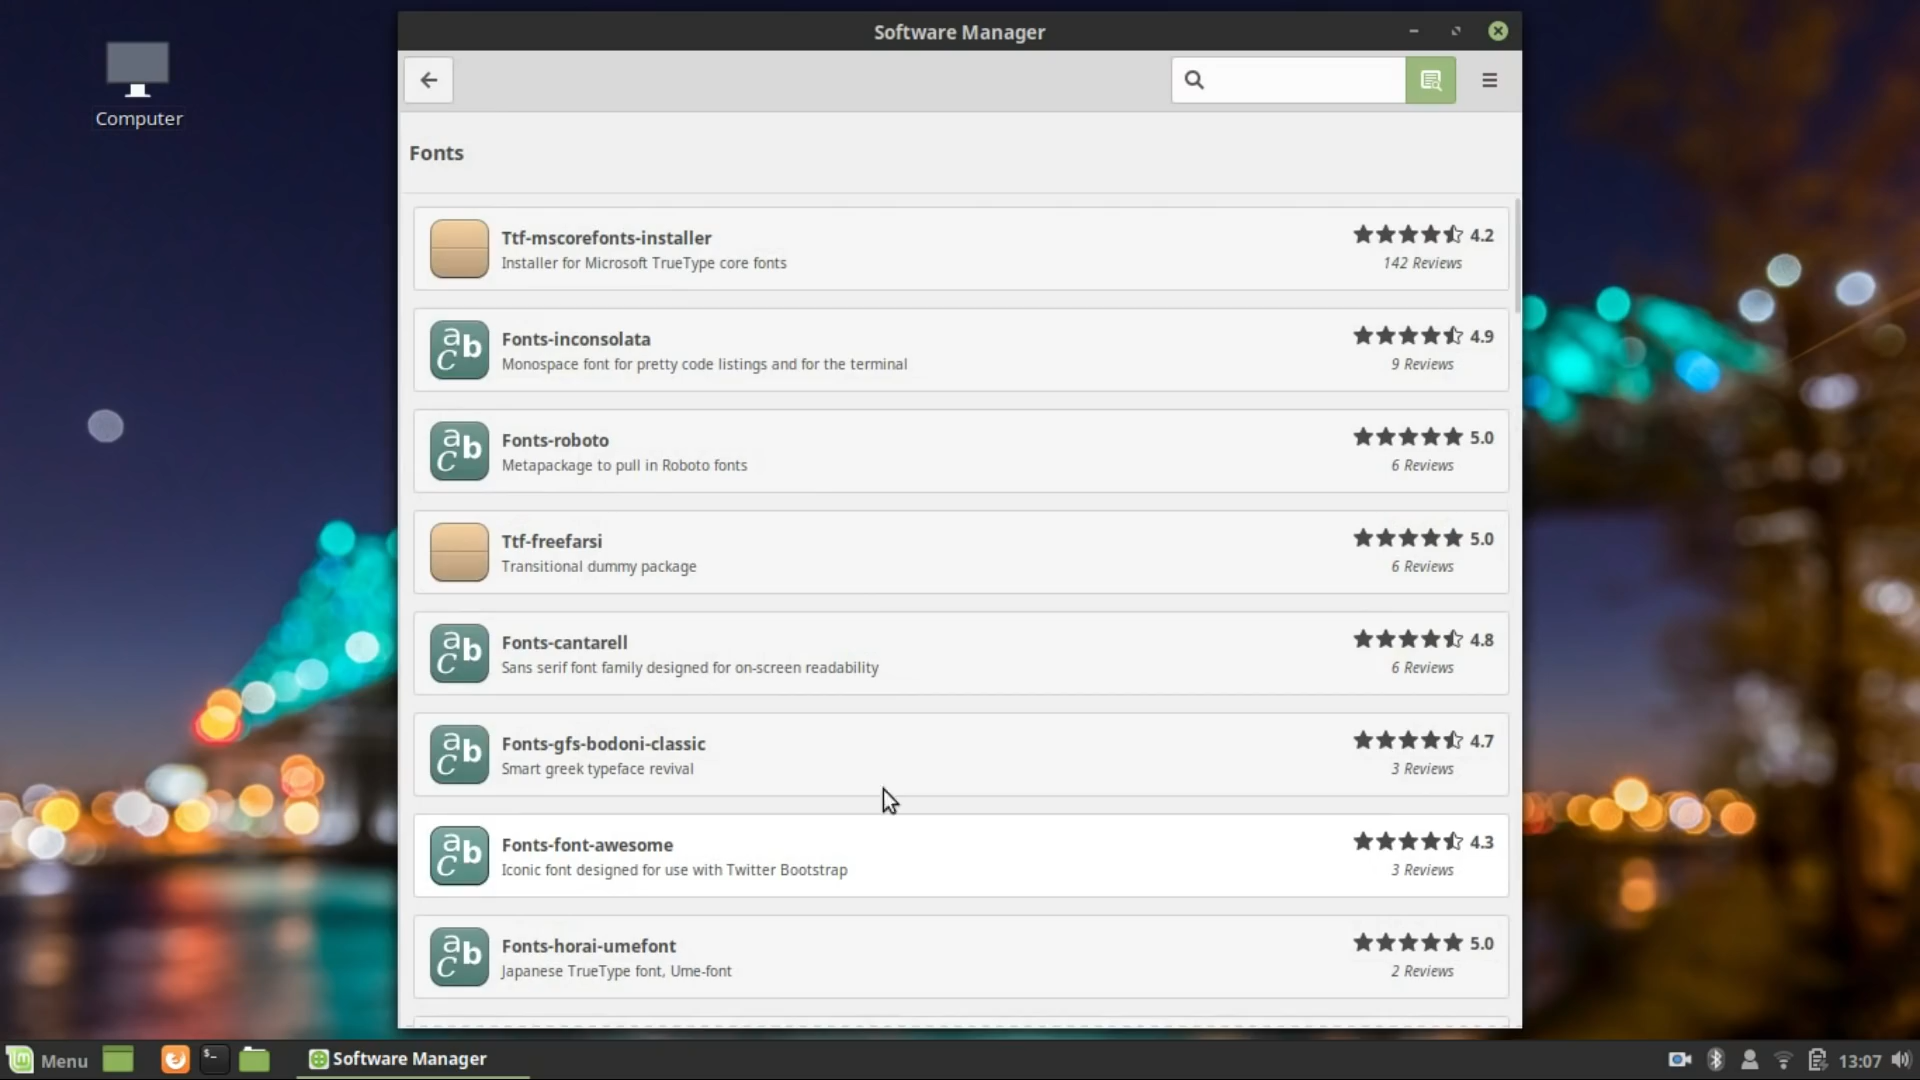 Software Manager
Computer
Fonts
Ttf-mscorefonts-installer
Installer for Microsoft TrueType core fonts
4.2
142 Reviews
Fonts-inconsolata
Monospace font for pretty code listings and for the terminal
4.9
9 Reviews
Fonts-roboto
Metapackage to pull in Roboto fonts
5.0
6 Reviews
Ttf-freefarsi
Transitional dummy package
5.0
6 Reviews
Fonts-cantarell
Sans serif font family designed for on-screen readability
4.8
6 Reviews
Fonts-gfs-bodoni-classic
Smart greek typeface revival
4.7
3 Reviews
Fonts-font-awesome
Iconic font designed for use with Twitter Bootstrap
4.3
3 Reviews
Fonts-horai-umefont
Japanese TrueType font, Ume-font
5.0
2 Reviews
Menu
Software Manager
13:07